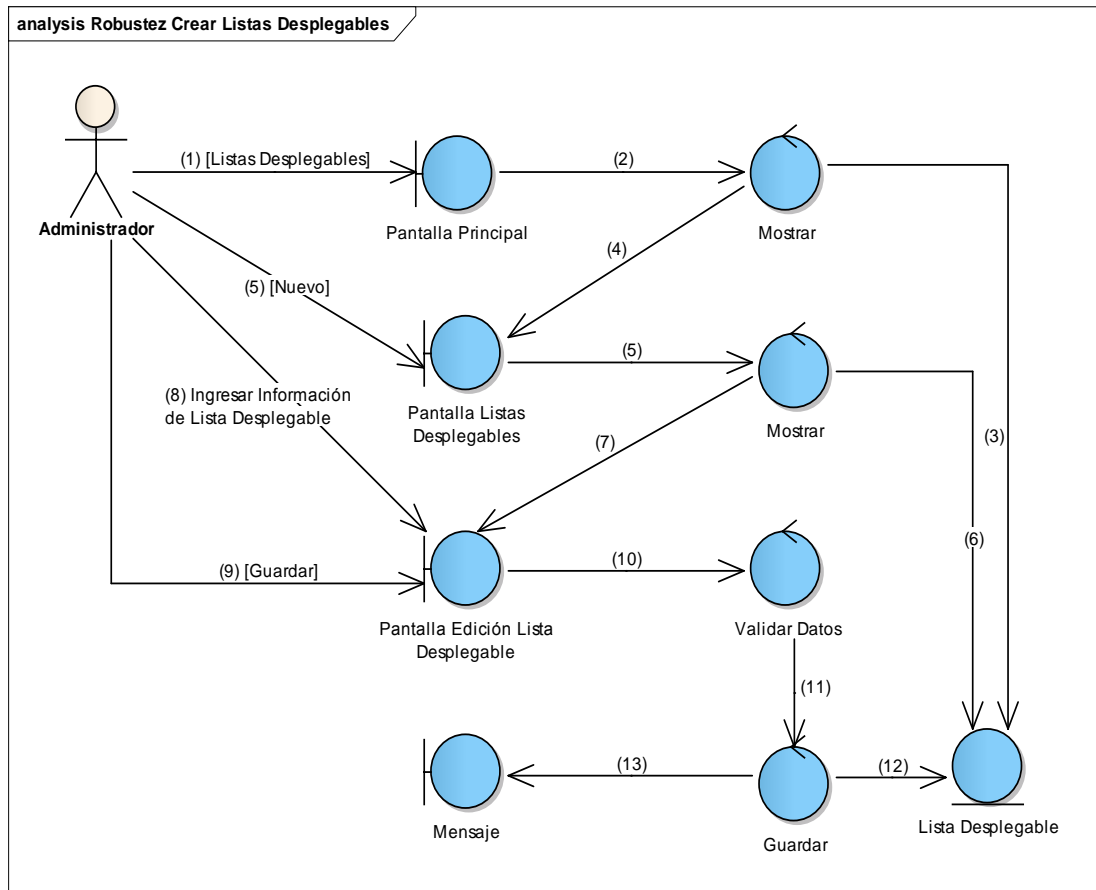 analysis Robustez Crear Listas Desplegables
(1) [Listas Desplegables]
(2)
Administrador
Pantalla Principal
Mostrar
(4)
(5) [Nuevo]
(5)
(8) Ingresar Información
de Lista Desplegable
Pantalla Listas
Desplegables
Mostrar
(3)
(7)
(6)
(9) [Guardar]
(10)
Pantalla Edición Lista
Desplegable
Validar Datos
(11)
(13)
(12)
Mensaje
Guardar
Lista Desplegable